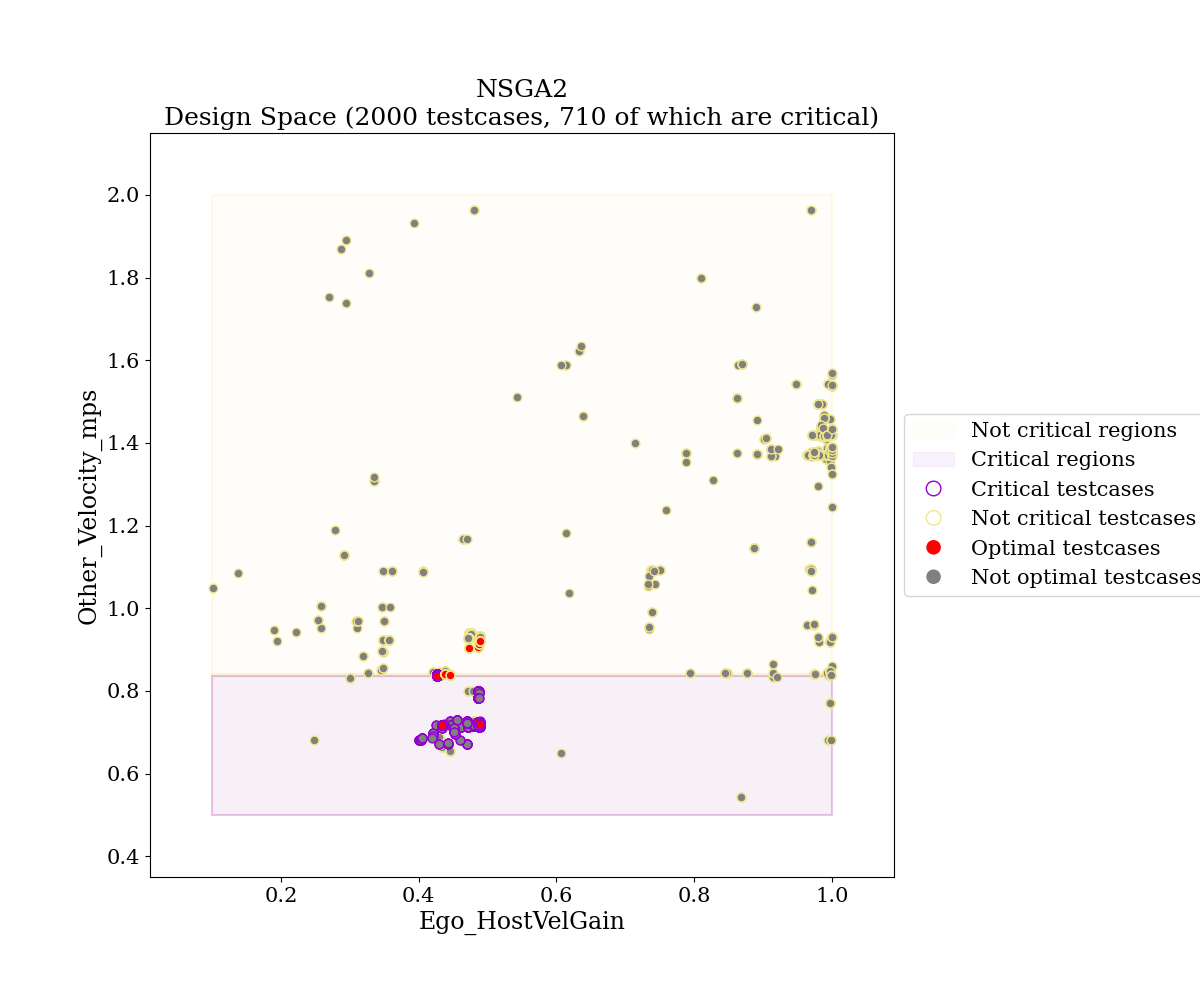 NSGA2
Design Space (2000 testcases, 710 of which are critical)
2.0
1.8
1.6
1.4
1.2
1.0
0.8
0.6
0.4
Other_Velocity_mps
0.2
0.4
0.6
0.8
1.0
Ego_HostVelGain
Not critical regions
Critical regions
Critical testcases
Not critical testcases
Optimal testcases
Not optimal testcases